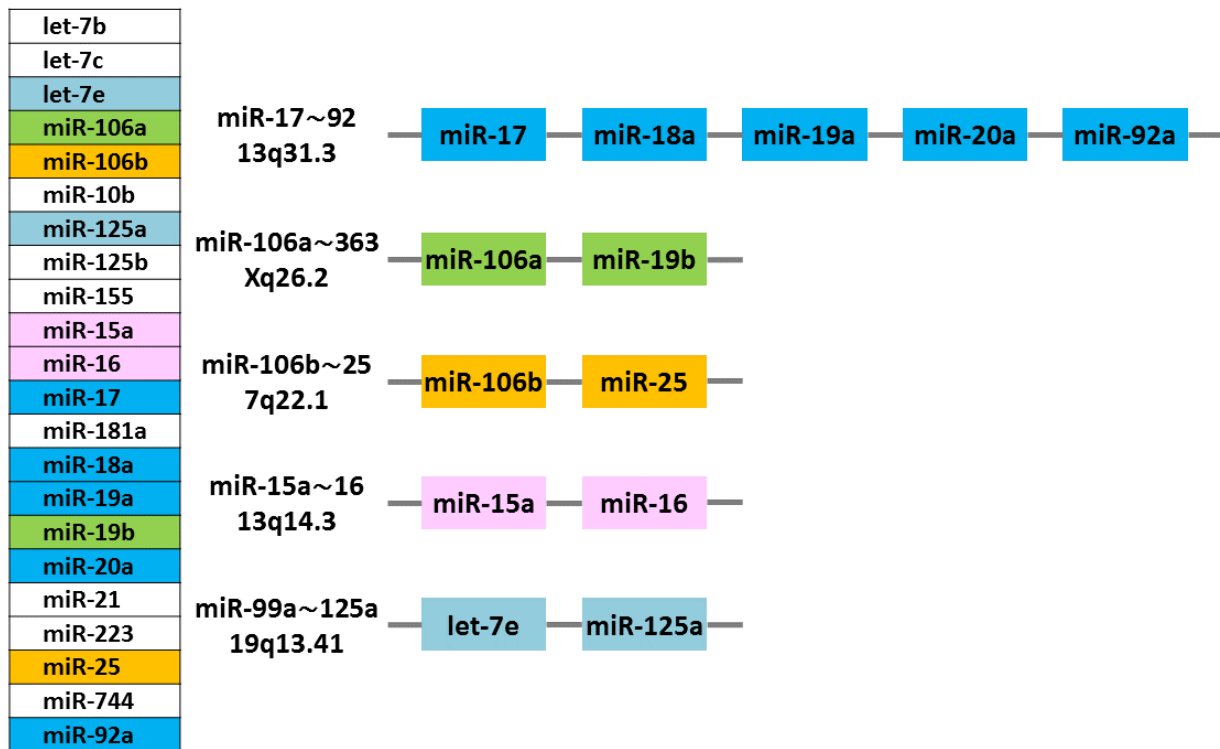 let-7b
let-7c
let-7e
miR-106a
miR-106b
miR-10b
miR-125a
miR-125b
miR-155
miR-15a
miR-16
miR-17
miR-181a
miR-18a
miR-19a
miR-19b
miR-20a
miR-21
miR-223
miR-25
miR-744
miR-92a
miR-17~92
13q31.3
miR-17 miR-18a miR-19a miR-20a miR-92a
miR-106a~363
Xq26.2
miR-106a miR-19b
miR-106b~25
7q22.1
miR-106b miR-25
miR-15a~16
13q14.3
miR-15a miR-16
miR-99a~125a
19q13.41
let-7e miR-125a